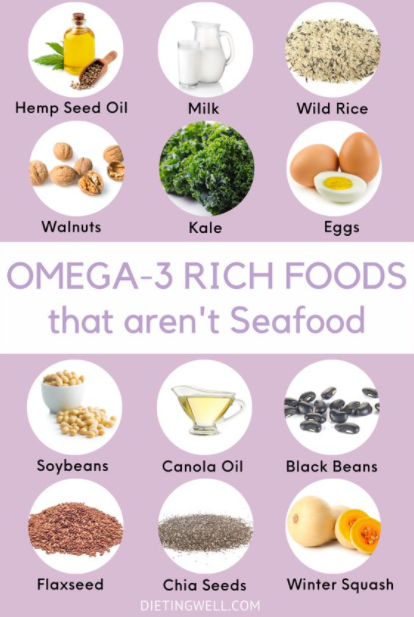 Hemp Seed Oil
Milk
Wild Rice
Walnuts
Kale
Eggs
OMEGA-3 RICH FOODS
that aren't Seafood
Soybeans
Canola Oil
Black Beans
Flaxseed
Chia Seeds
Winter Squash
DIETINGWELL.COM